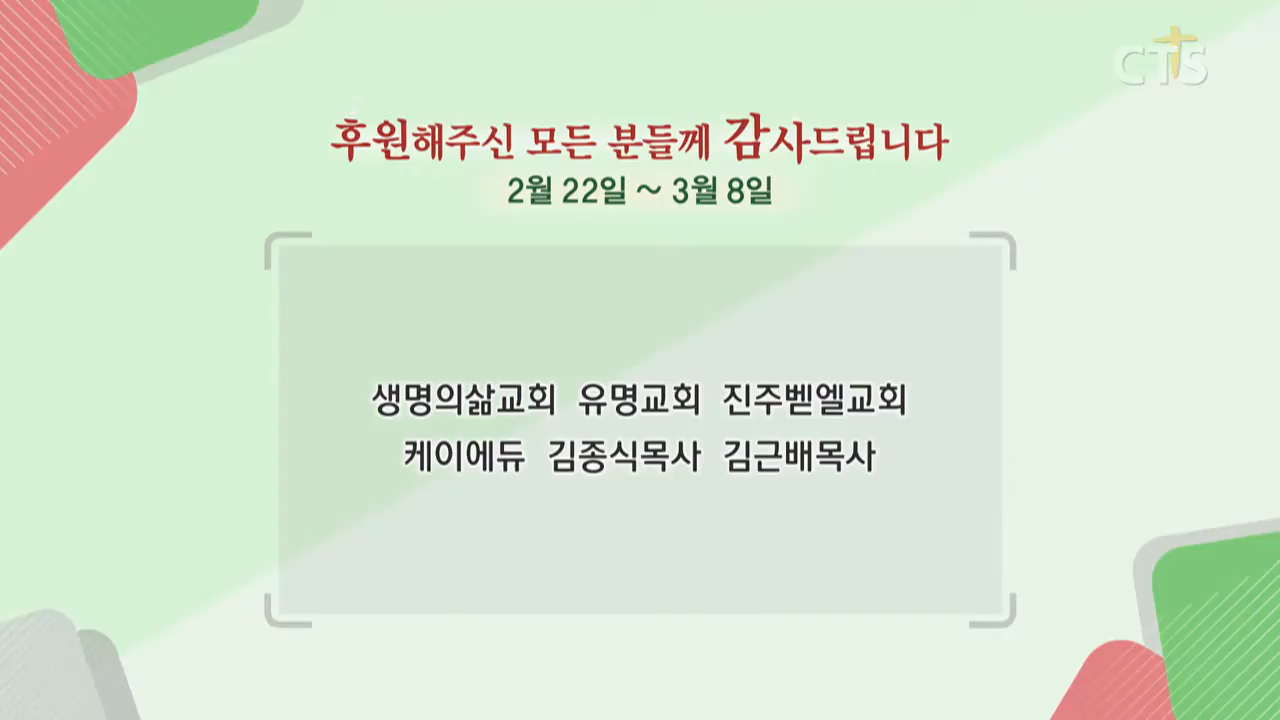 CTS
후원해주신 모든 분들께 감사드립니다
2월 22일 ~ 3월 8일
생명의삶교회 유명교회 진주벧엘교회
케이에듀 김종식목사 김근배목사